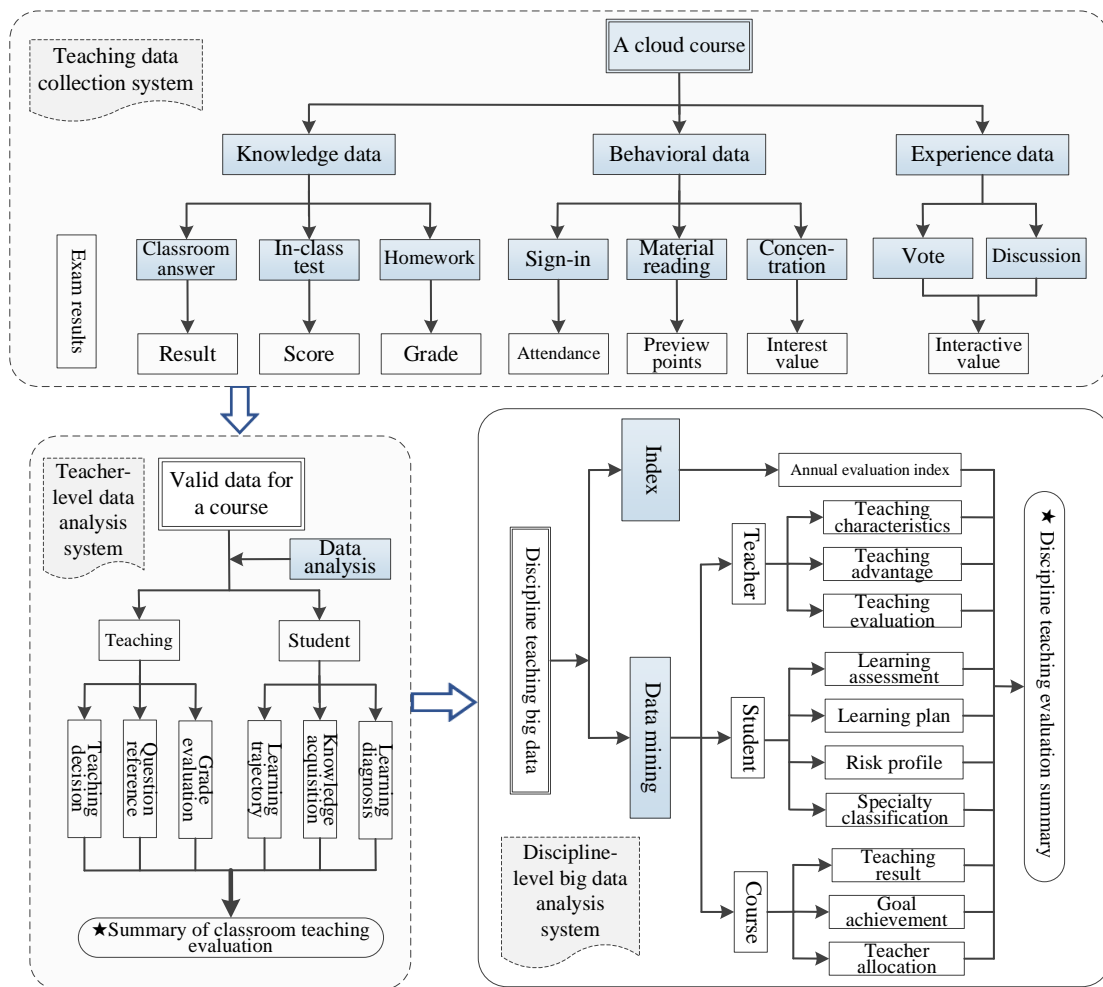 Teaching data
collection system
A cloud course
Knowledge data
Behavioral data
Experience data
Exam results
Classroom
answer
In-class
test
Homework
Sign-in
Material
reading
Concen-
tration
Vote
Discussion
Result
Score
Grade
Attendance
Preview
points
Interest
value
Interactive
value
Teacher-
level data
analysis
system
Valid data for
a course
Data
analysis
Teaching
Student
Teaching
decision
Question
reference
Grade
evaluation
Learning
trajectory
Knowledge
acquisition
Learning
diagnosis
★Summary of classroom teaching
evaluation
Discipline teaching big
data
Index
Data mining
Annual evaluation index
Teacher
Teaching
characteristics
Teaching
advantage
Teaching
evaluation
Student
Learning
assessment
Learning plan
Risk profile
Specialty
classification
Course
Teaching
result
Goal
achievement
Teacher
allocation
★ Discipline teaching evaluation
summary
Discipline-
level big data
analysis
system